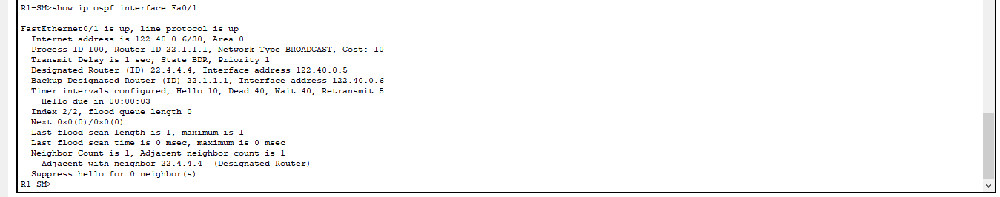 R1-SM>show ip ospf interface Fa0/1
FastEthernet0/1 is up, line protocol is up
Internet address is 122.40.0.6/30, Area 0
Process ID 100, Router ID 22.1.1.1, Network Type BROADCAST, Cost: 10
Transmit Delay is 1 sec, State BDR, Priority 1
Designated Router (ID) 22.4.4.4, Interface address 122.40.0.5
Backup Designated Router (ID) 22.1.1.1, Interface address 122.40.0.6
Timer intervals configured, Hello 10, Dead 40, Wait 40, Retransmit 5
Hello due in 00:00:03
Index 2/2, flood queue length 0
Next 0x0(0)/0x0(0)
Last flood scan length is 1, maximum is 1
Last flood scan time is 0 msec, maximum is 0 msec
Neighbor Count is 1, Adjacent neighbor count is 1
Adjacent with neighbor 22.4.4.4  (Designated Router)
Suppress hello for 0 neighbor(s)
R1-SM>